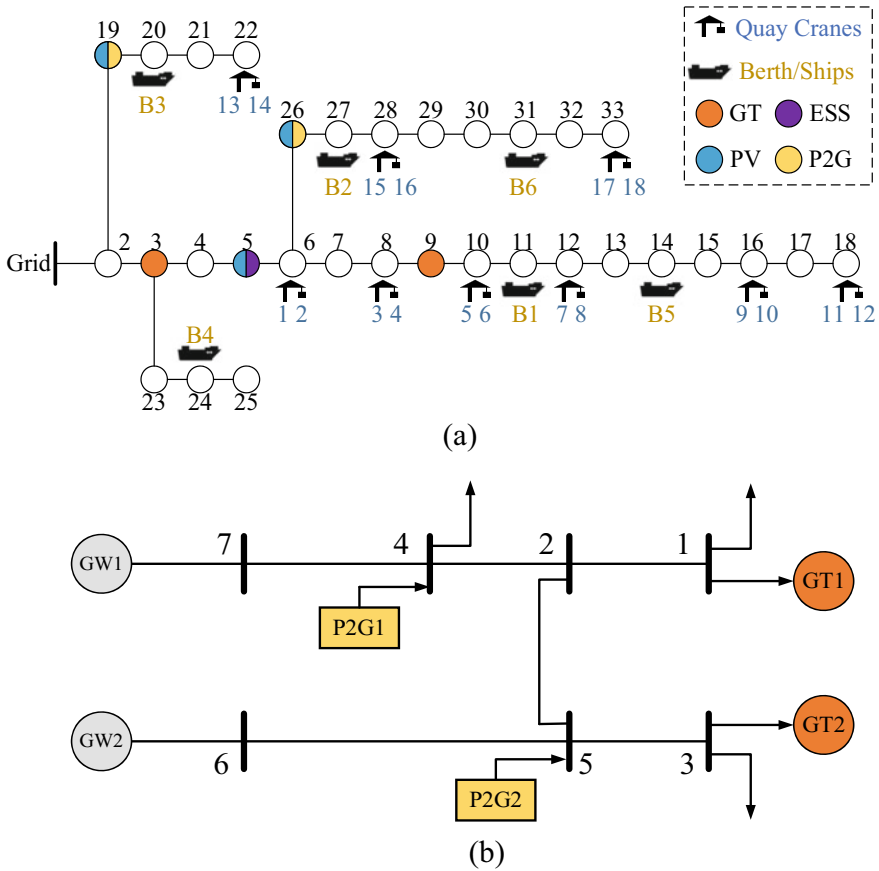 19 20 21 22
B3
13 14
Quay Cranes
Berth/Ships
GT ESS
PV P2G
26 27 28 29 30 31 32 33
B2
15 16
B6
17 18
Grid
2 3 4 5 6 7 8 9 10 11 12 13 14 15 16 17 18
1 2
3 4
5 6
B1
7 8
B5
9 10
11 12
B4
23 24 25
(a)
GW1
7 4 2 1
GT1
P2G1
GW2
6 5 3
GT2
P2G2
(b)